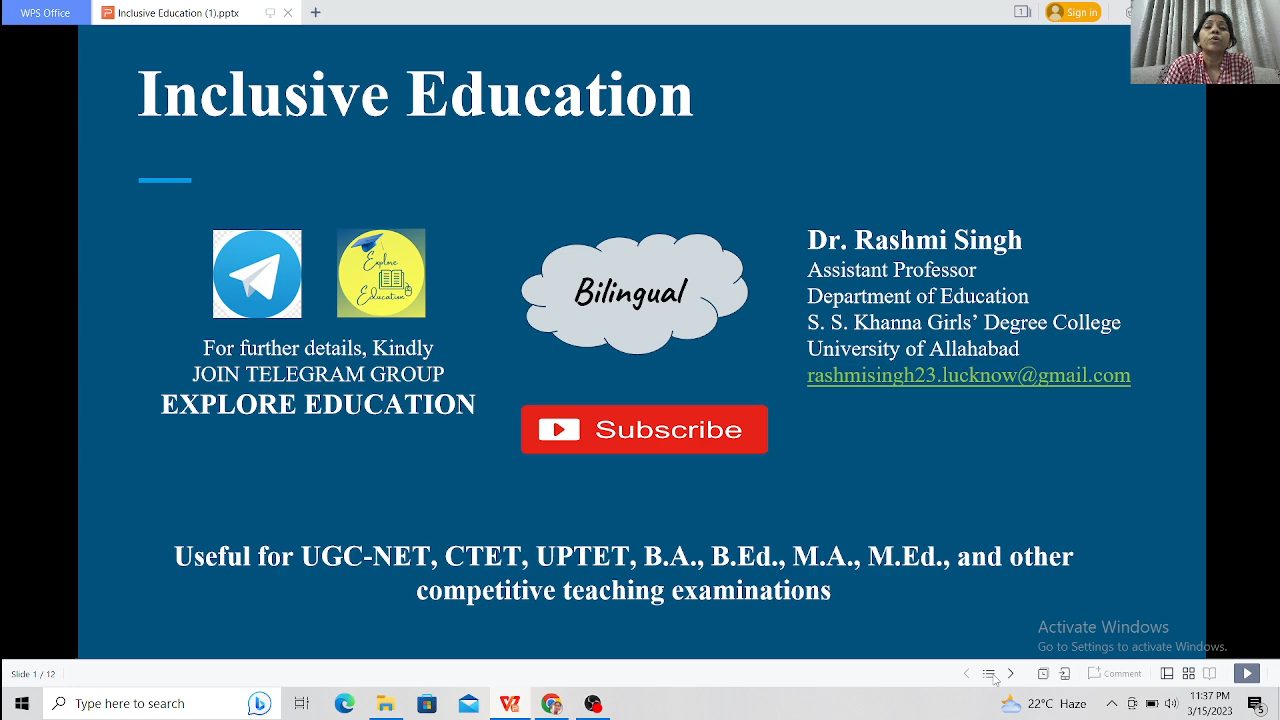 WPS Office
Inclusive Education (1).pptx
1
Sign in
Inclusive Education
Explore
Education
For further details, Kindly
JOIN TELEGRAM GROUP
EXPLORE EDUCATION
Bilingual
Subscribe
Dr. Rashmi Singh
Assistant Professor
Department of Education
S. S. Khanna Girls' Degree College
University of Allahabad
rashmisingh23.lucknow@gmail.com
Useful for UGC-NET, CTET, UPTET, B.A., B.Ed., M.A., M.Ed., and other
competitive teaching examinations
Activate Windows
Go to Settings to activate Windows.
Slide 1 / 12
Comment
Type here to search
22°C Haze
11:37 PM
3/15/2023
5